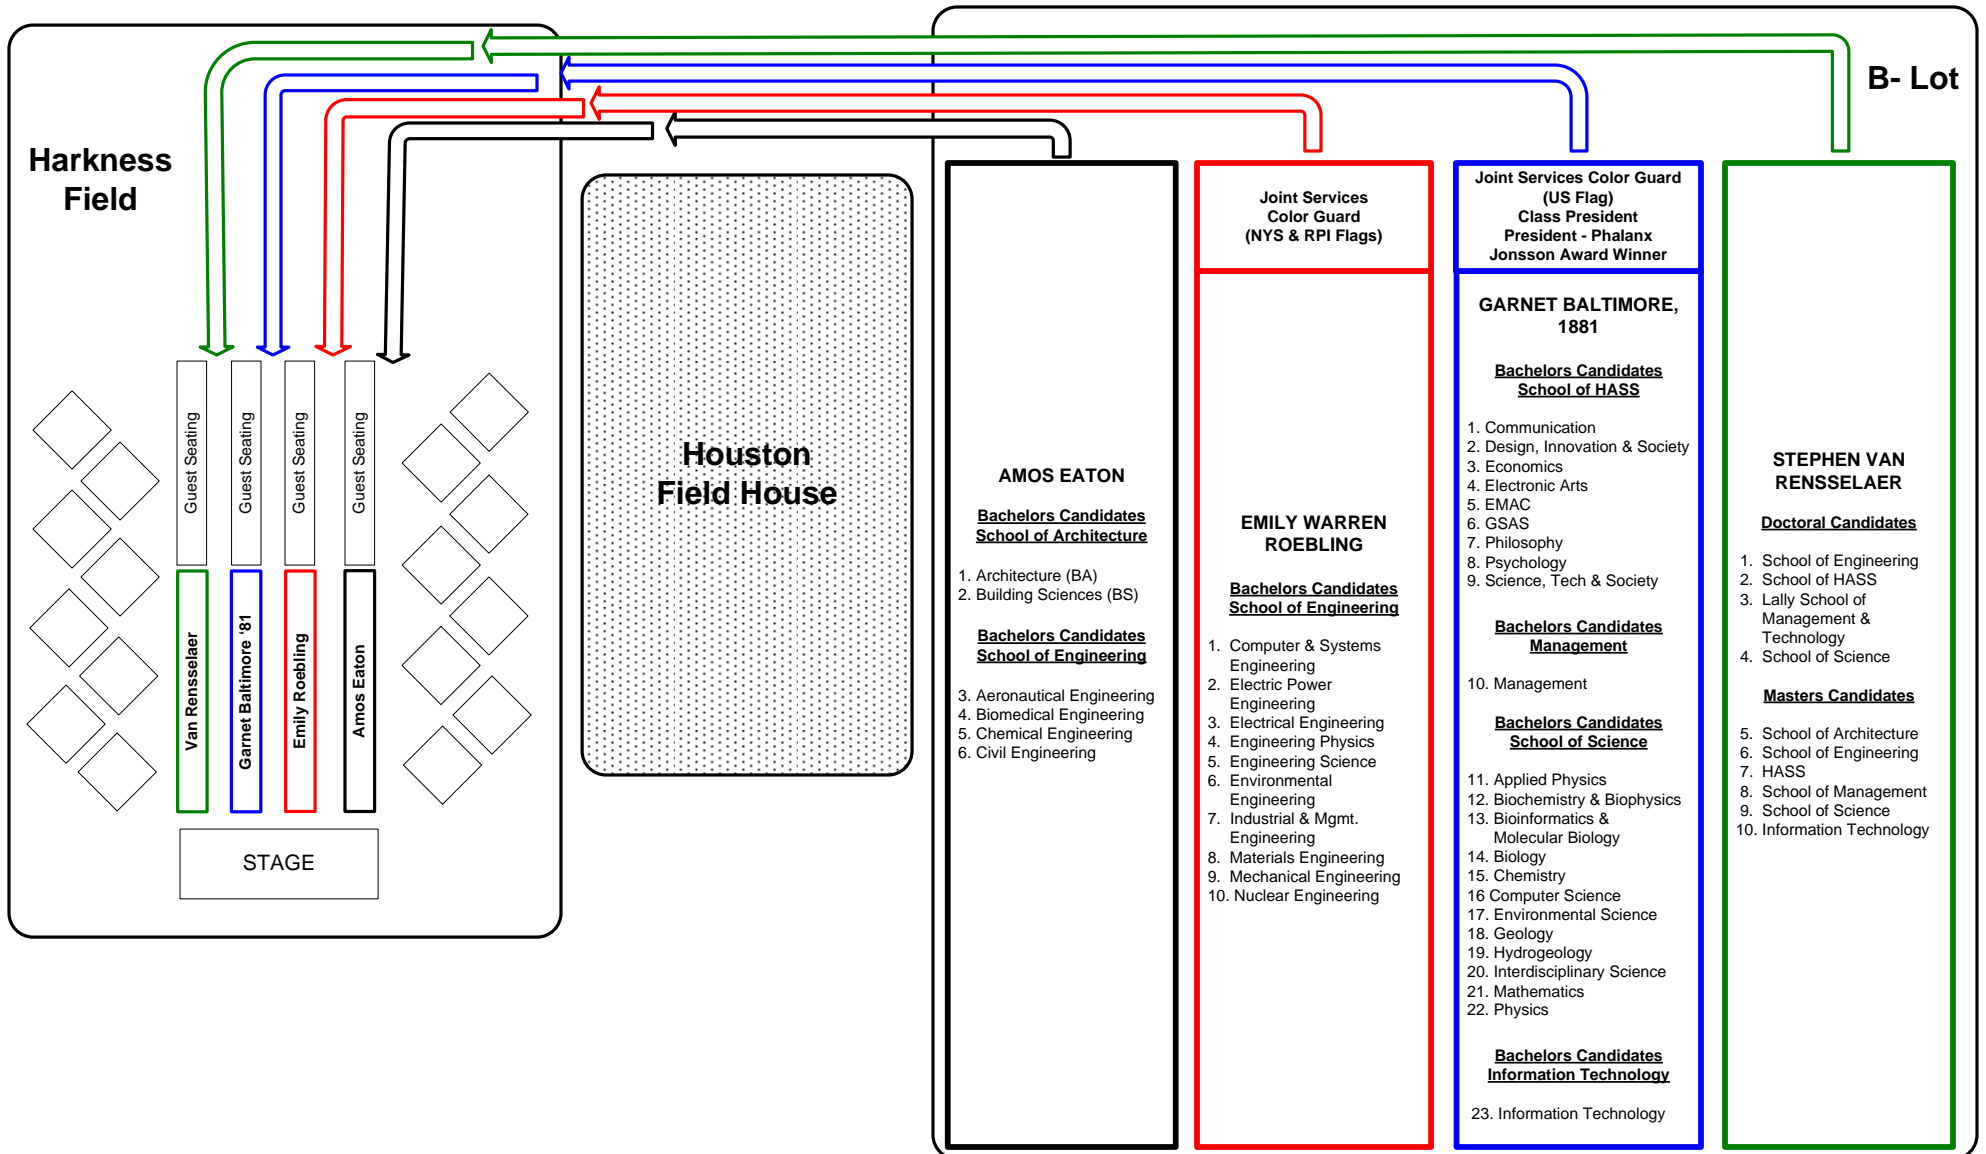 B- Lot
Harkness
Field
Guest Seating
Guest Seating
Guest Seating
Guest Seating
Van Rensselaer
Garnet Baltimore ‘81
Emily Roebling
Amos Eaton
STAGE
Houston
Field House
AMOS EATON
Bachelors Candidates
School of Architecture
1. Architecture (BA)
2. Building Sciences (BS)
Bachelors Candidates
School of Engineering
3. Aeronautical Engineering
4. Biomedical Engineering
5. Chemical Engineering
6. Civil Engineering
Joint Services
Color Guard
(NYS & RPI Flags)
EMILY WARREN
ROEBLING
Bachelors Candidates
School of Engineering
1. Computer & Systems
Engineering
2. Electric Power
Engineering
3. Electrical Engineering
4. Engineering Physics
5. Engineering Science
6. Environmental
Engineering
7. Industrial & Mgmt.
Engineering
8. Materials Engineering
9. Mechanical Engineering
10. Nuclear Engineering
Joint Services Color Guard
(US Flag)
Class President
President - Phalanx
Jonsson Award Winner
GARNET BALTIMORE,
1881
Bachelors Candidates
School of HASS
1. Communication
2. Design, Innovation & Society
3. Economics
4. Electronic Arts
5. EMAC
6. GSAS
7. Philosophy
8. Psychology
9. Science, Tech & Society
Bachelors Candidates
Management
10. Management
Bachelors Candidates
School of Science
11. Applied Physics
12. Biochemistry & Biophysics
13. Bioinformatics &
Molecular Biology
14. Biology
15. Chemistry
16 Computer Science
17. Environmental Science
18. Geology
19. Hydrogeology
20. Interdisciplinary Science
21. Mathematics
22. Physics
Bachelors Candidates
Information Technology
23. Information Technology
STEPHEN VAN
RENSSELAER
Doctoral Candidates
1. School of Engineering
2. School of HASS
3. Lally School of
Management &
Technology
4. School of Science
Masters Candidates
5. School of Architecture
6. School of Engineering
7. HASS
8. School of Management
9. School of Science
10. Information Technology